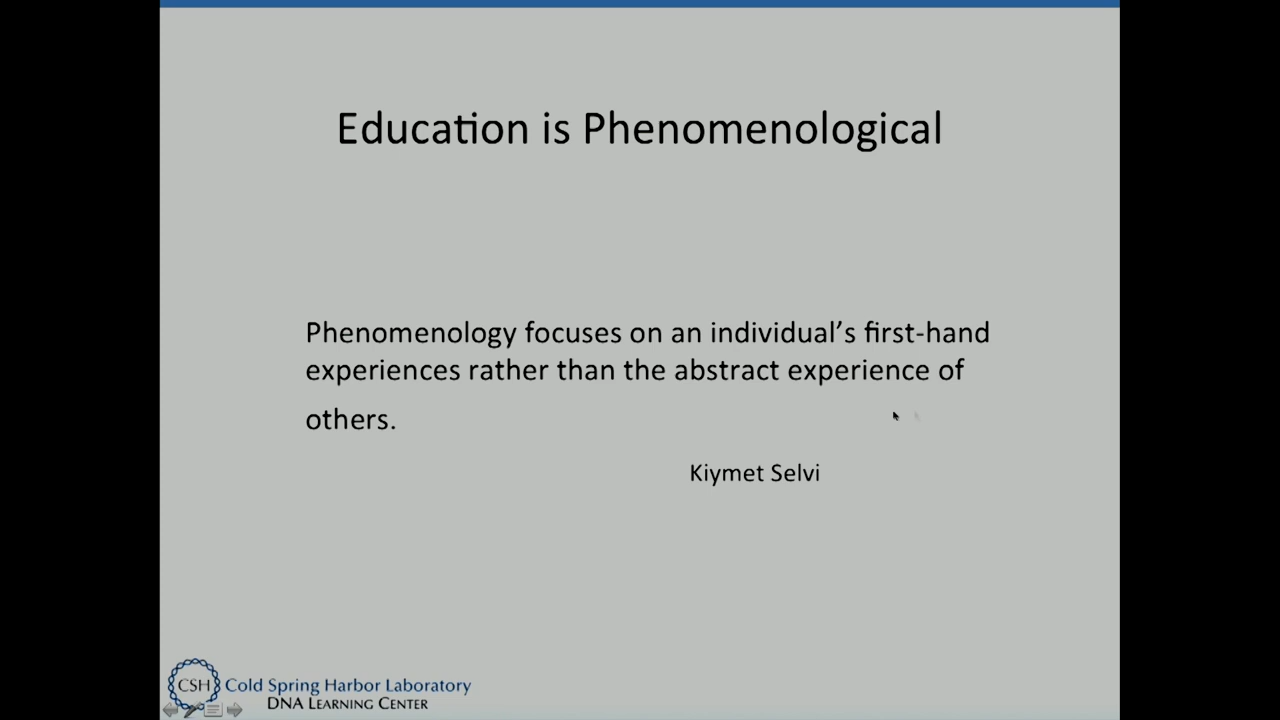 Education is Phenomenological
Phenomenology focuses on an individual’s first-hand
experiences rather than the abstract experience of
others.
Kiymet Selvi
CSH Cold Spring Harbor Laboratory
DNA LEARNING CENTER